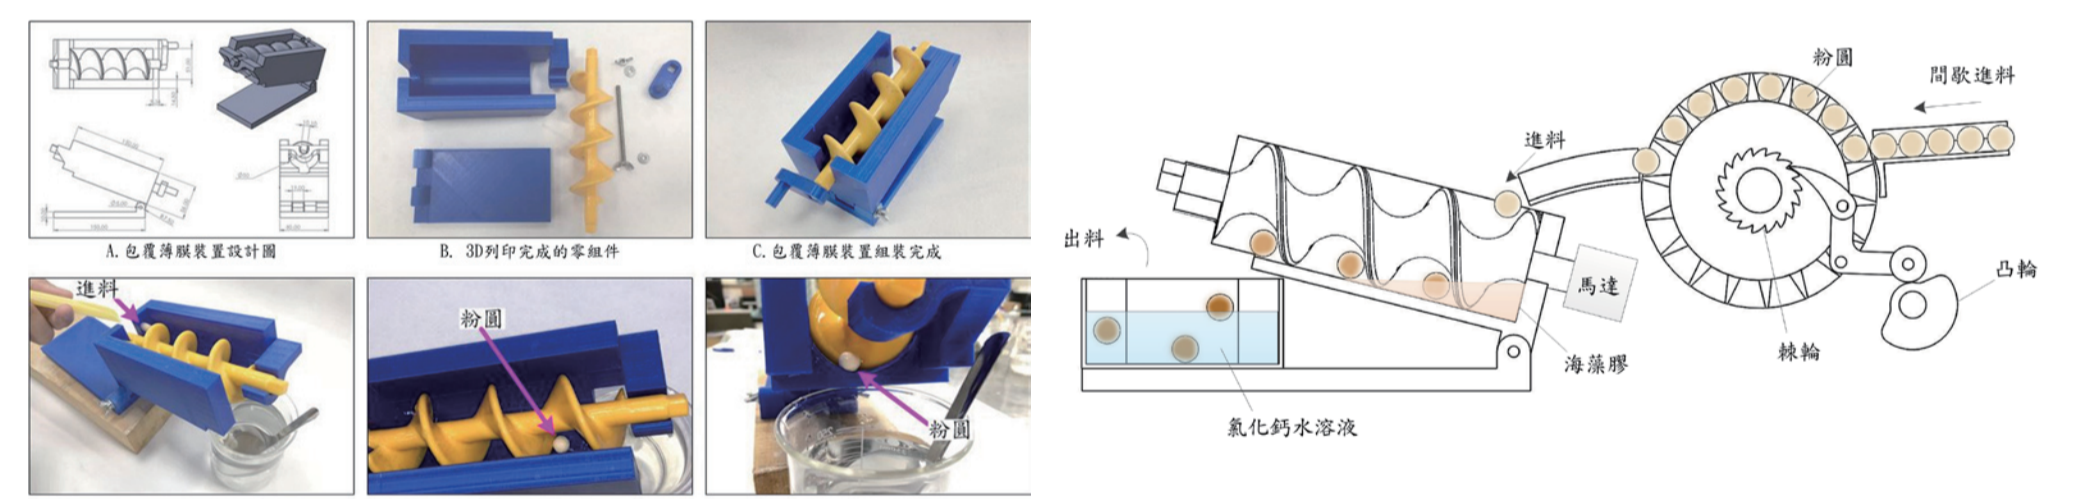 A.包覆薄膜裝置設計圖
B. 3D列印完成的零組件
C.包覆薄膜裝置組裝完成
進料
粉圓
粉圓
粉圓
間歇進料
進料
出料
馬達
凸輪
棘輪
海藻膠
氯化鈣水溶液